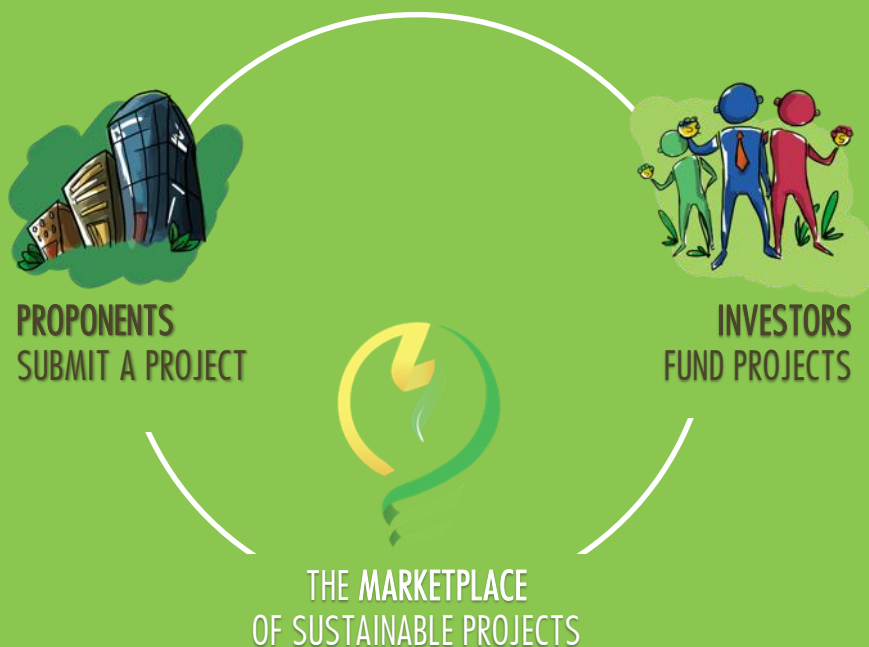 PROPONENTS
SUBMIT A PROJECT
INVESTORS
FUND PROJECTS
THE MARKETPLACE
OF SUSTAINABLE PROJECTS